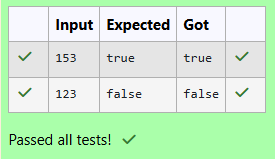 Input Expected Got
153 true true
123 false false
Passed all tests!